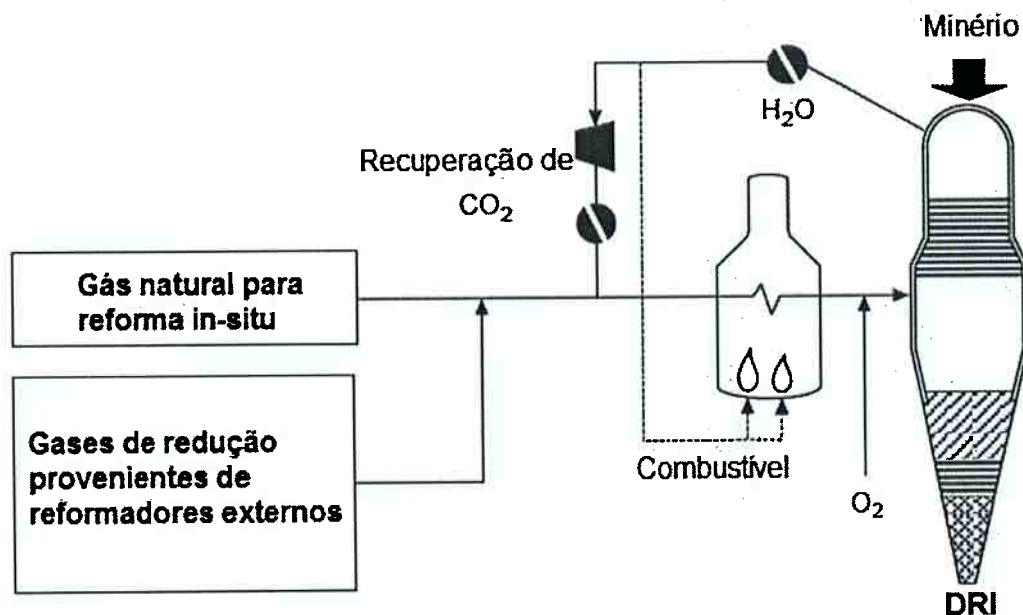 Minério
H₂O
Recuperação de
CO₂
Gás natural para
reforma in-situ
Gases de redução
provenientes de
reformadores externos
Combustível
O₂
DRI